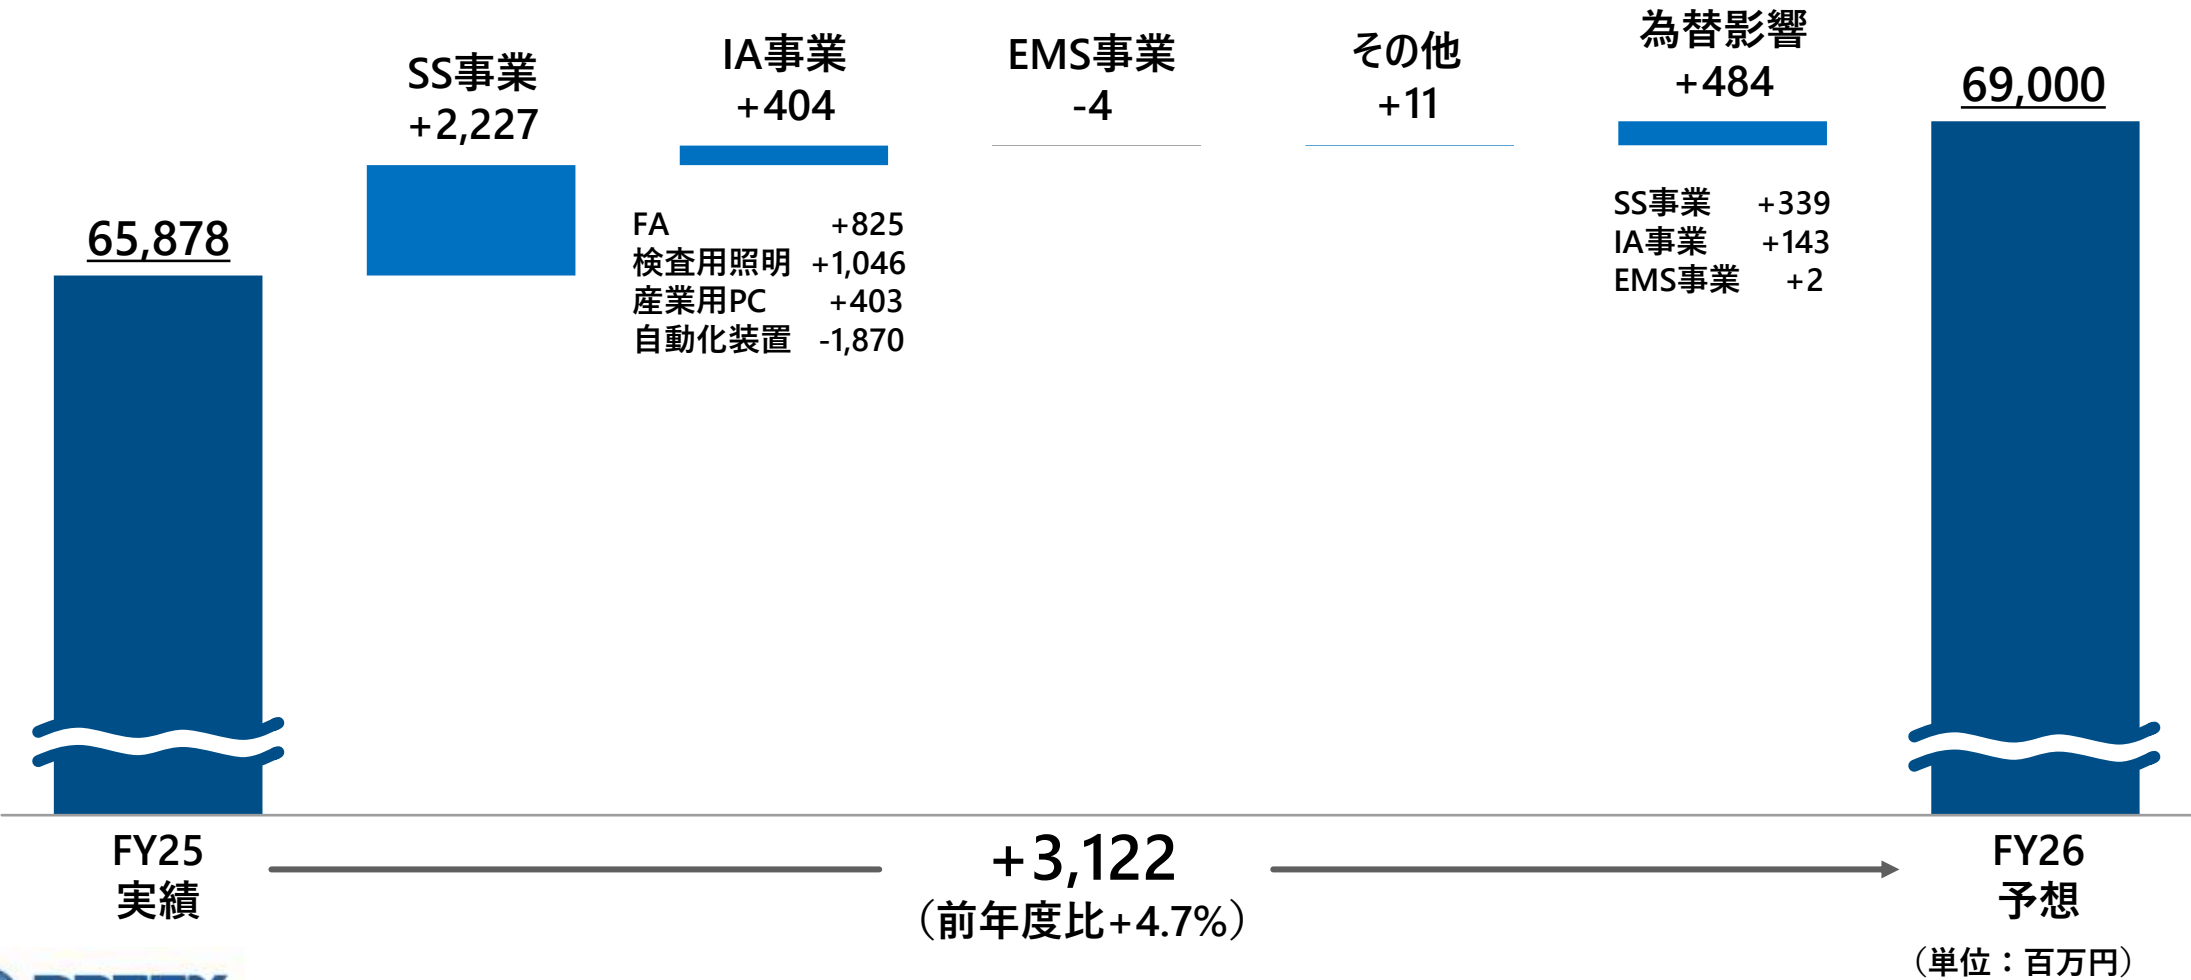 SS事業
+2,227
IA事業
+404
EMS事業
-4
その他
+11
為替影響
+484
65,878
69,000
FA +825
検査用照明 +1,046
産業用PC +403
自動化装置 -1,870
SS事業 +339
IA事業 +143
EMS事業 +2
FY25
実績
+3,122
（前年度比+4.7%）
FY26
予想
（単位：百万円）